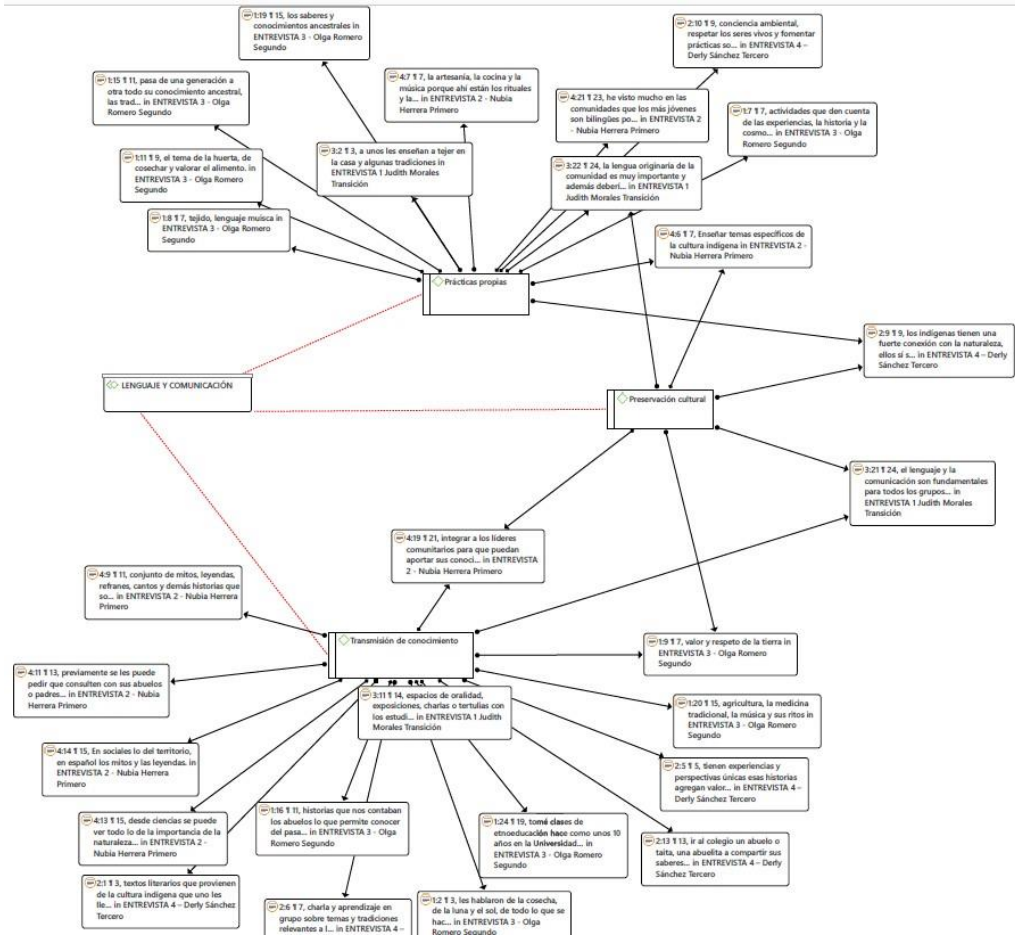 1:19 ¶ 15, los saberes y
conocimientos ancestrales in
ENTREVISTA 3 - Olga Romero
Segundo
2:10 ¶ 9, conciencia ambiental,
respetar los seres vivos y fomentar
prácticas so... in ENTREVISTA 4 –
Derly Sánchez Tercero
1:15 ¶ 11, pasa de una generación a
otra todo su conocimiento ancestral,
las trad... in ENTREVISTA 3 - Olga
Romero Segundo
4:7 ¶ 7, la artesanía, la cocina y la
música porque ahí están los rituales
y la... in ENTREVISTA 2 - Nubia
Herrera Primero
4:21 ¶ 23, he visto mucho en las
comunidades que los más jóvenes
son bilingües po... in ENTREVISTA 2
- Nubia Herrera Primero
1:7 ¶ 7, actividades que den cuenta
de las experiencias, la historia y la
cosmo... in ENTREVISTA 3 - Olga
Romero Segundo
1:11 ¶ 9, el tema de la huerta, de
cosechar y valorar el alimento. in
ENTREVISTA 3 - Olga Romero
Segundo
3:2 ¶ 3, a unos les enseñan a tejer en
la casa y algunas tradiciones in
ENTREVISTA 1 Judith Morales
Transición
3:22 ¶ 24, la lengua originaria de la
comunidad es muy importante y
además deberí... in ENTREVISTA 1
Judith Morales Transición
1:8 ¶ 7, tejido, lenguaje muisca in
ENTREVISTA 3 - Olga Romero
Segundo
4:6 ¶ 7, Enseñar temas específicos de
la cultura indígena in ENTREVISTA 2 -
Nubia Herrera Primero
Prácticas propias
2:9 ¶ 9, los indígenas tienen una
fuerte conexión con la naturaleza,
ellos si s... in ENTREVISTA 4 – Derly
Sánchez Tercero
LENGUAJE Y COMUNICACIÓN
Preservación cultural
3:21 ¶ 24, el lenguaje y la
comunicación son fundamentales
para todos los grupos... in
ENTREVISTA 1 Judith Morales
Transición
4:19 ¶ 21, integrar a los líderes
comunitarios para que puedan
aportar sus conoci... in ENTREVISTA
2 - Nubia Herrera Primero
4:9 ¶ 11, conjunto de mitos, leyendas,
refranes, cantos y demás historias que
so... in ENTREVISTA 2 - Nubia Herrera
Primero
Transmisión de conocimiento
1:9 ¶ 7, valor y respeto de la tierra in
ENTREVISTA 3 - Olga Romero
Segundo
4:11 ¶ 13, previamente se les puede
pedir que consulten con sus abuelos
o padres... in ENTREVISTA 2 - Nubia
Herrera Primero
3:11 ¶ 14, espacios de oralidad,
exposiciones, charlas o tertulias con
los estudi... in ENTREVISTA 1 Judith
Morales Transición
1:20 ¶ 15, agricultura, la medicina
tradicional, la música y sus ritos in
ENTREVISTA 3 - Olga Romero
Segundo
4:14 ¶ 15, En sociales lo del territorio,
en español los mitos y las leyendas. in
ENTREVISTA 2 - Nubia Herrera
Primero
2:5 ¶ 5, tienen experiencias y
perspectivas únicas esas historias
agregan valor... in ENTREVISTA 4 –
Derly Sánchez Tercero
4:13 ¶ 15, desde ciencias se puede
ver todo lo de la importancia de la
naturaleza... in ENTREVISTA 2 -
Nubia Herrera Primero
1:16 ¶ 11, historias que nos contaban
los abuelos lo que permite conocer
del pasa... in ENTREVISTA 3 - Olga
Romero Segundo
1:24 ¶ 19, tomé clases de
etnoeducación hace como unos 10
años en la Universidad... in
ENTREVISTA 3 - Olga Romero
Segundo
2:13 ¶ 13, ir al colegio un abuelo o
taita, una abuelita a compartir sus
saberes... in ENTREVISTA 4 – Derly
Sánchez Tercero
2:1 ¶ 3, textos literarios que provienen
de la cultura indígena que uno les
lle... in ENTREVISTA 4 – Derly Sánchez
Tercero
2:6 ¶ 7, charla y aprendizaje en
grupo sobre temas y tradiciones
relevantes a l... in ENTREVISTA 4 –
1:2 ¶ 3, les hablaron de la cosecha,
de la luna y el sol, de todo lo que se
hac... in ENTREVISTA 3 - Olga
Romero Segundo